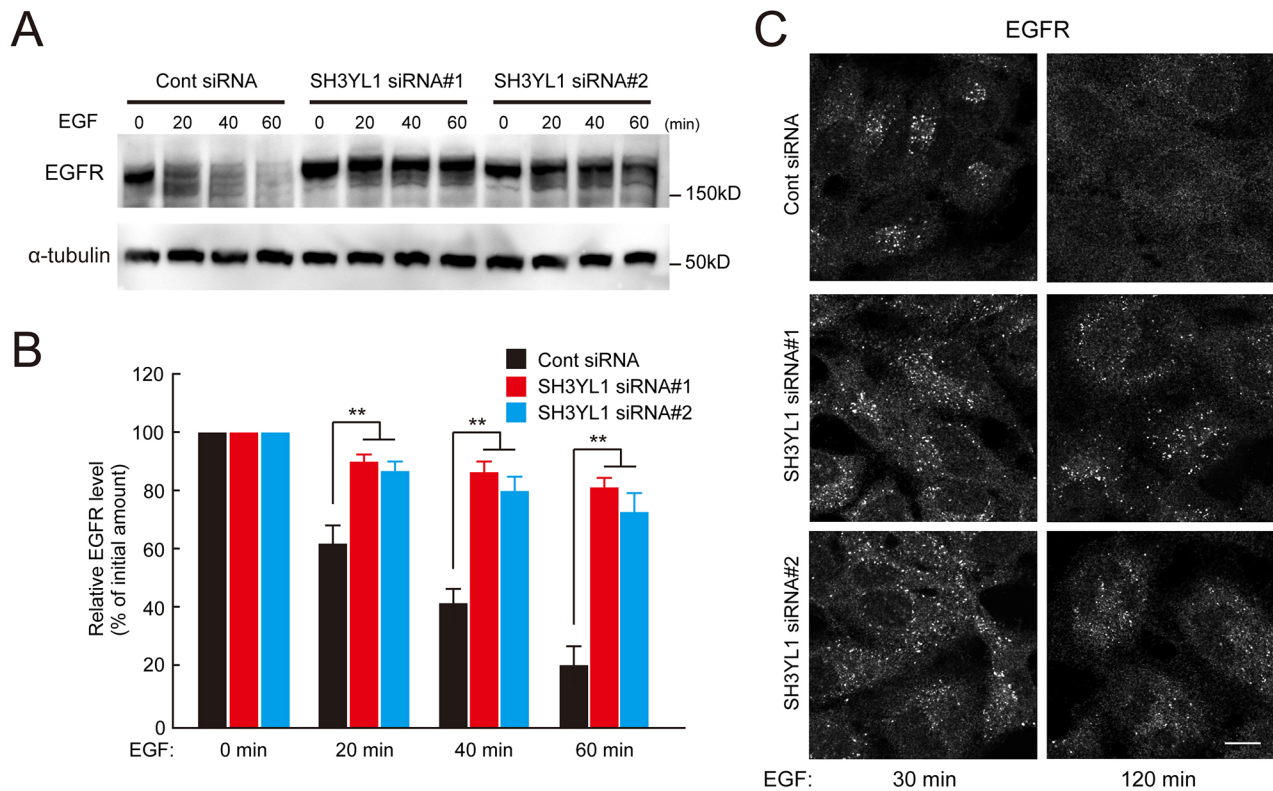 A
Cont siRNA SH3YL1 siRNA#1 SH3YL1 siRNA#2
EGF 0 20 40 60 0 20 40 60 0 20 40 60 (min)
EGFR
150kD
α-tubulin
50kD
B
Cont siRNA
SH3YL1 siRNA#1
SH3YL1 siRNA#2
Relative EGFR level
(% of initial amount)
120
100
80
60
40
20
0
** ** **
EGF: 0 min 20 min 40 min 60 min
C
EGFR
Cont siRNA
SH3YL1 siRNA#1
SH3YL1 siRNA#2
EGF: 30 min 120 min